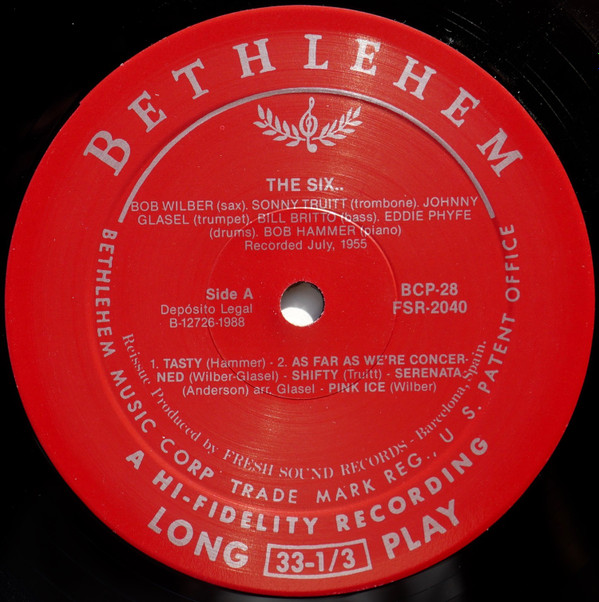 BETHLEHEM
THE SIX..
BOB WILBER (sax). SONNY TRUITT (trombone). JOHNNY
GLASEL (trumpet). BILL BRITTO (bass). EDDIE PHYFE
(drums). BOB HAMMER (piano)
Recorded July, 1955
Side A
Depósito Legal
B-12726-1988
BCP-28
FSR-2040
1. TASTY (Hammer) - 2. AS FAR AS WE'RE CONCER-
NED (Wilber-Glasel) - SHIFTY (Truitt) - SERENATA
(Anderson) arr. Glasel - PINK ICE (Wilber)
Reissue Produced by FRESH SOUND RECORDS - Barcelona, Spain.
BETHLEHEM MUSIC CORP. TRADE MARK REG., U S. PATENT OFFICE
A HI-FIDELITY RECORDING
LONG 33-1/3 PLAY